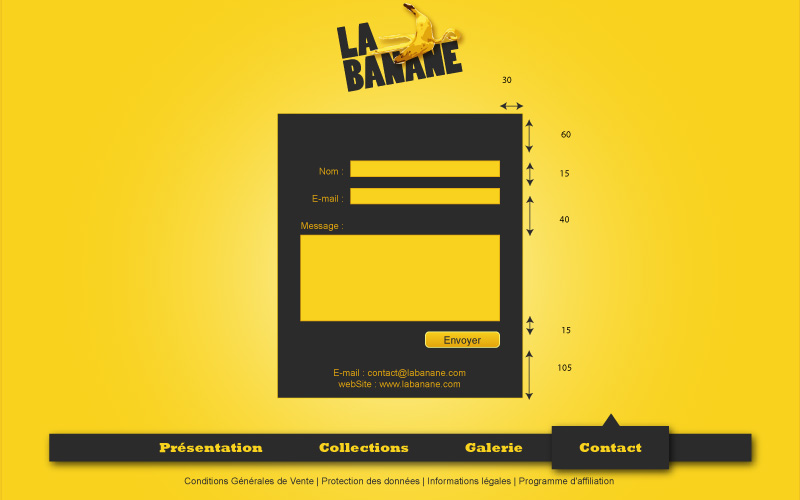 LA
BANANE
30
60
Nom :
15
E-mail :
40
Message :
15
Envoyer
105
E-mail : contact@labanane.com
webSite : www.labanane.com
Présentation Collections Galerie Contact
Conditions Générales de Vente | Protection des données | Informations légales | Programme d'affiliation